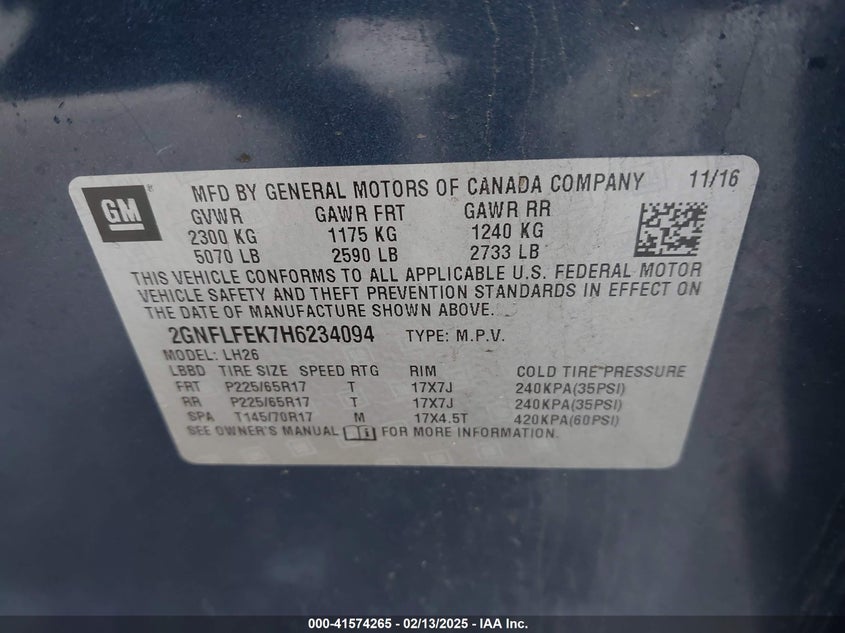 GM
MFD BY GENERAL MOTORS OF CANADA COMPANY 11/16
GVWR GAWR FRT GAWR RR
2300 KG 1175 KG 1240 KG
5070 LB 2590 LB 2733 LB
THIS VEHICLE CONFORMS TO ALL APPLICABLE U.S. FEDERAL MOTOR
VEHICLE SAFETY AND THEFT PREVENTION STANDARDS IN EFFECT ON
THE DATE OF MANUFACTURE SHOWN ABOVE.
2GNFLFEK7H6234094 TYPE: M.P.V.
MODEL: LH26
LBBD TIRE SIZE SPEED RTG RIM COLD TIRE PRESSURE
FRT P225/65R17 T 17X7J 240KPA(35PSI)
RR P225/65R17 T 17X7J 240KPA(35PSI)
SPA T145/70R17 M 17X4.5T 420KPA(60PSI)
SEE OWNER'S MANUAL FOR MORE INFORMATION.
000-41574265 - 02/13/2025 - IAA Inc.